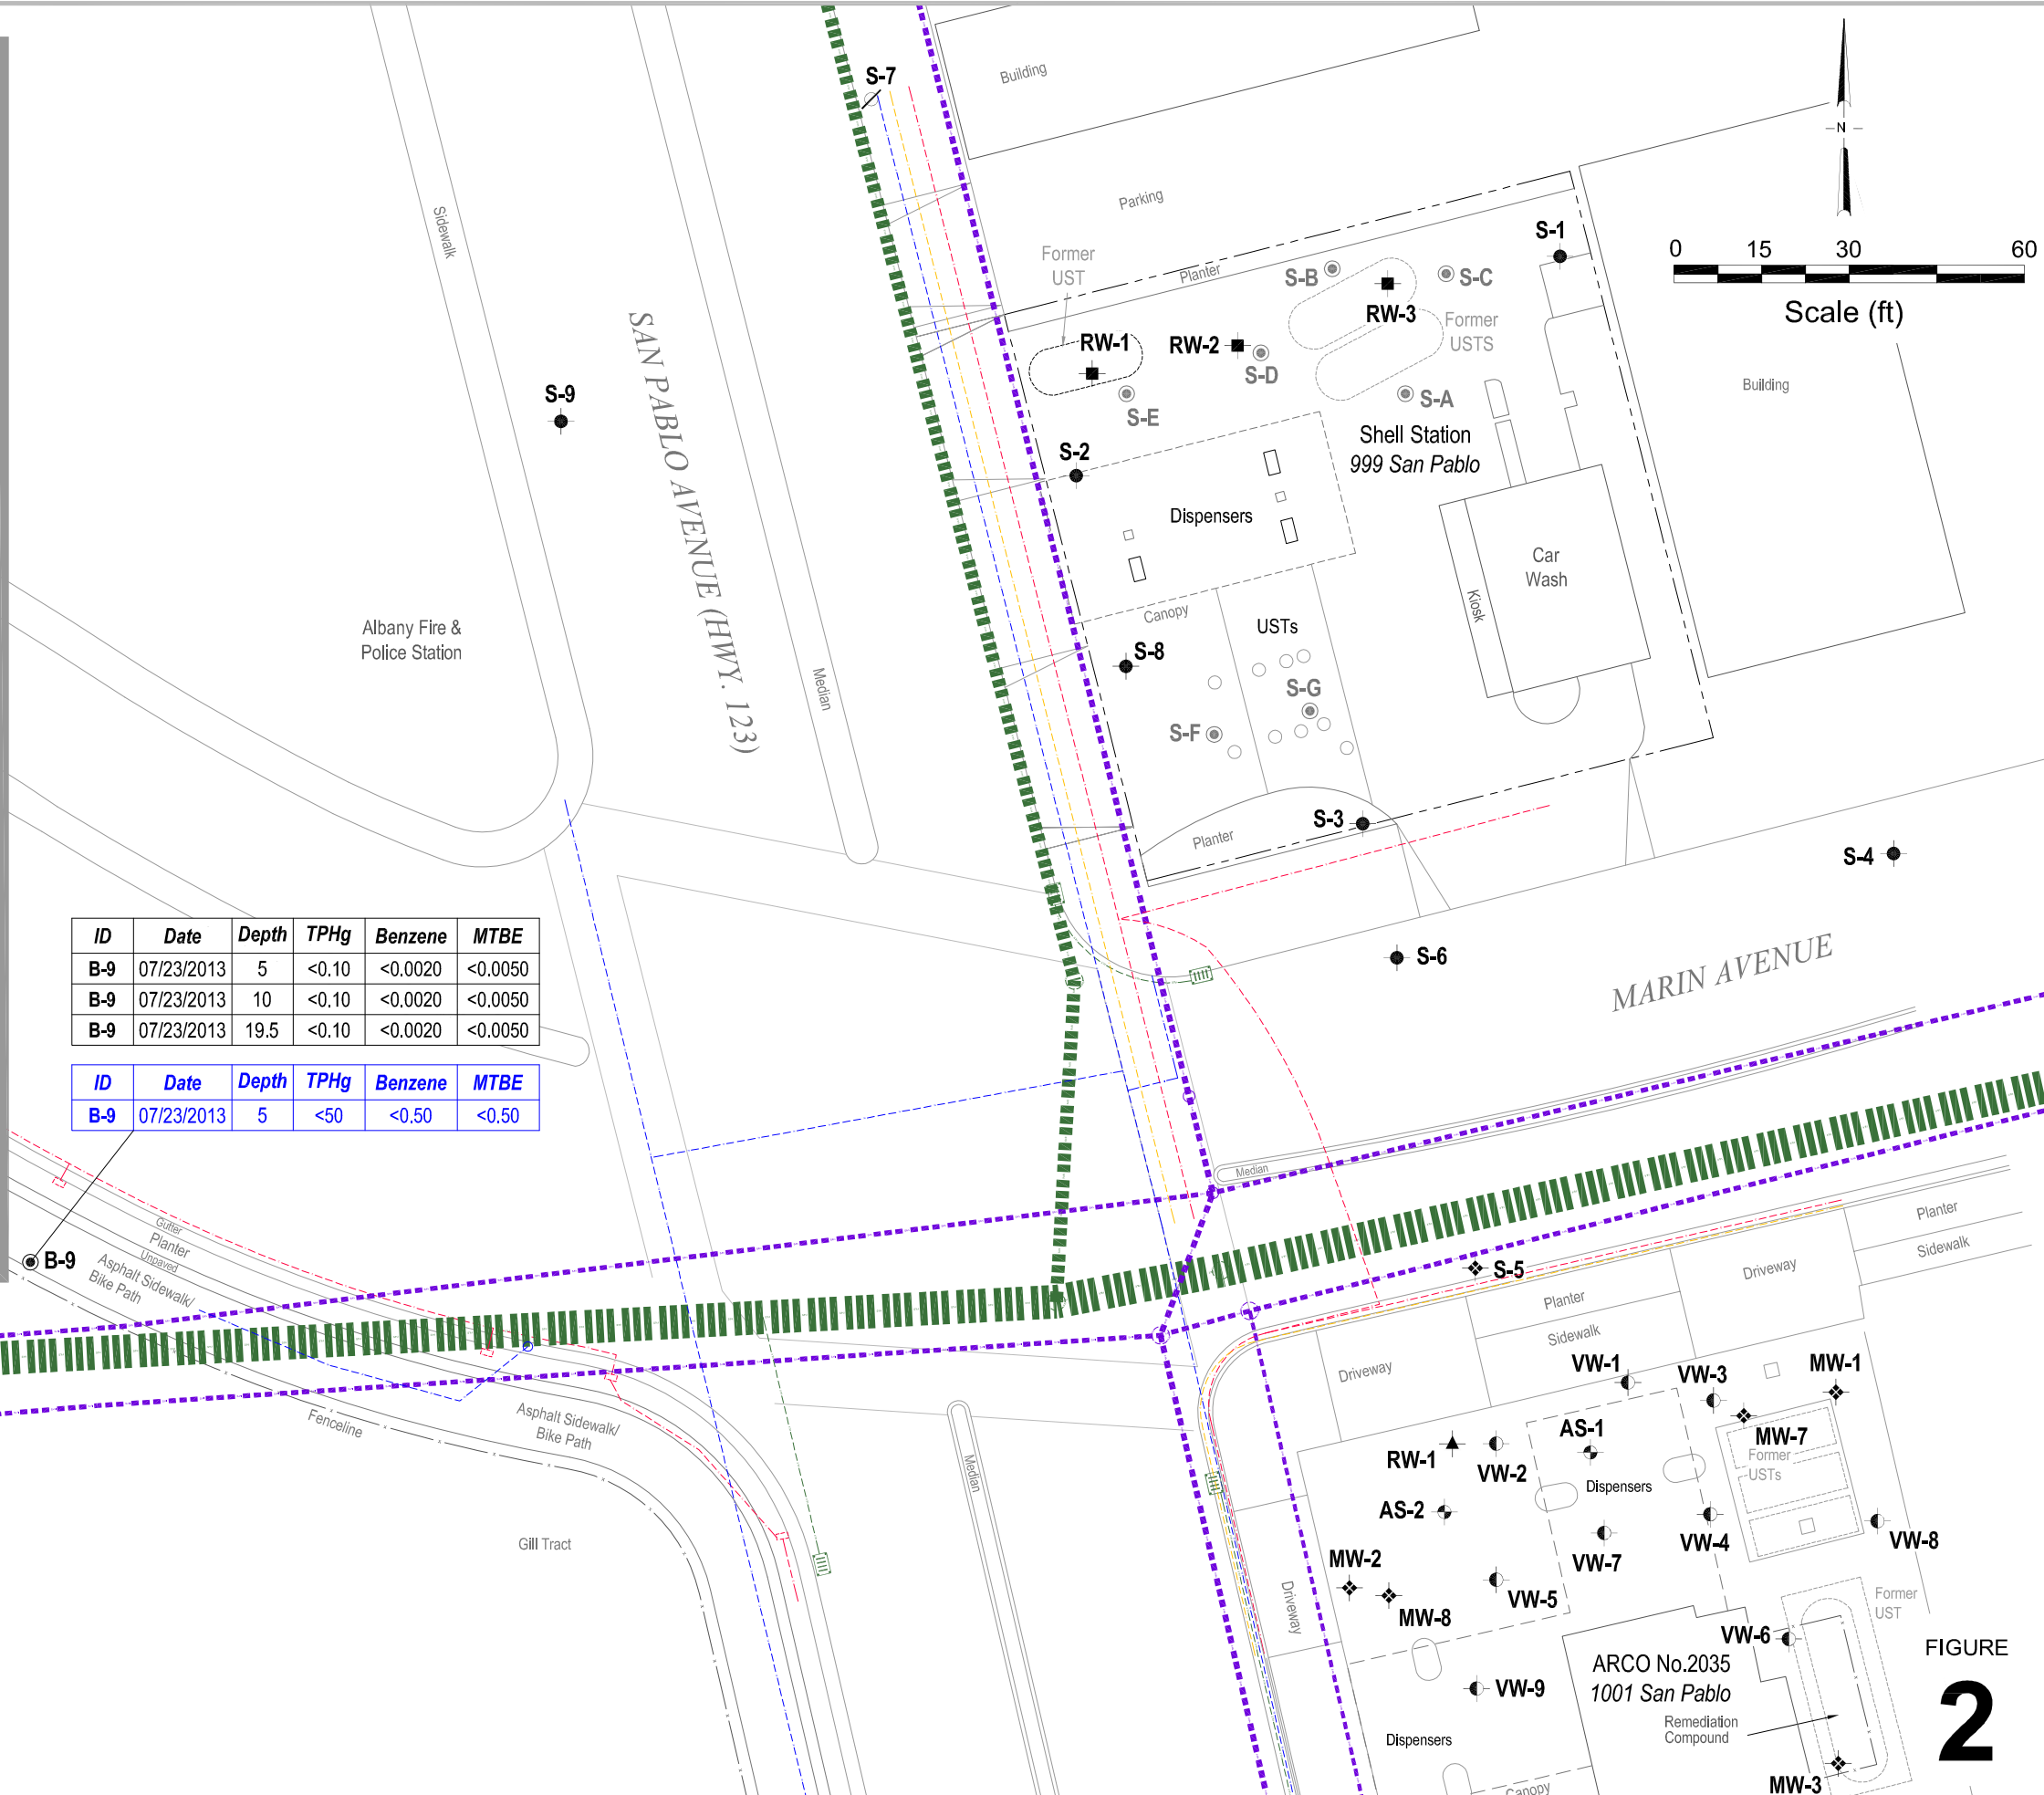 S-7
Building
N
Sidewalk
Parking
S-1
0 15 30 60
Scale (ft)
Former
UST
Planter
S-B
S-C
RW-3
Former
USTS
RW-1
RW-2
S-D
S-A
S-E
Building
S-9
SAN PABLO AVENUE (HWY. 123)
Shell Station
999 San Pablo
S-2
Dispensers
Car
Wash
Kiosk
Canopy
USTs
Albany Fire &
Police Station
Median
S-8
S-G
S-F
S-3
Planter
S-4
S-6
MARIN AVENUE
ID Date Depth TPHg Benzene MTBE
B-9 07/23/2013 5 <0.10 <0.0020 <0.0050
B-9 07/23/2013 10 <0.10 <0.0020 <0.0050
B-9 07/23/2013 19.5 <0.10 <0.0020 <0.0050
ID Date Depth TPHg Benzene MTBE
B-9 07/23/2013 5 <50 <0.50 <0.50
Median
Gutter
Planter
Unpaved
Asphalt Sidewalk/
Bike Path
B-9
S-5
Planter
Sidewalk
Driveway
Planter
Sidewalk
Driveway
Fenceline
Asphalt Sidewalk/
Bike Path
Gill Tract
Median
VW-1
VW-3
MW-1
AS-1
MW-7
Former
USTs
RW-1
VW-2
Dispensers
AS-2
VW-4
VW-7
VW-8
MW-2
MW-8
VW-5
Driveway
Former
UST
VW-6
ARCO No.2035
1001 San Pablo
VW-9
Remediation
Compound
Dispensers
MW-3
Canopy
FIGURE
2